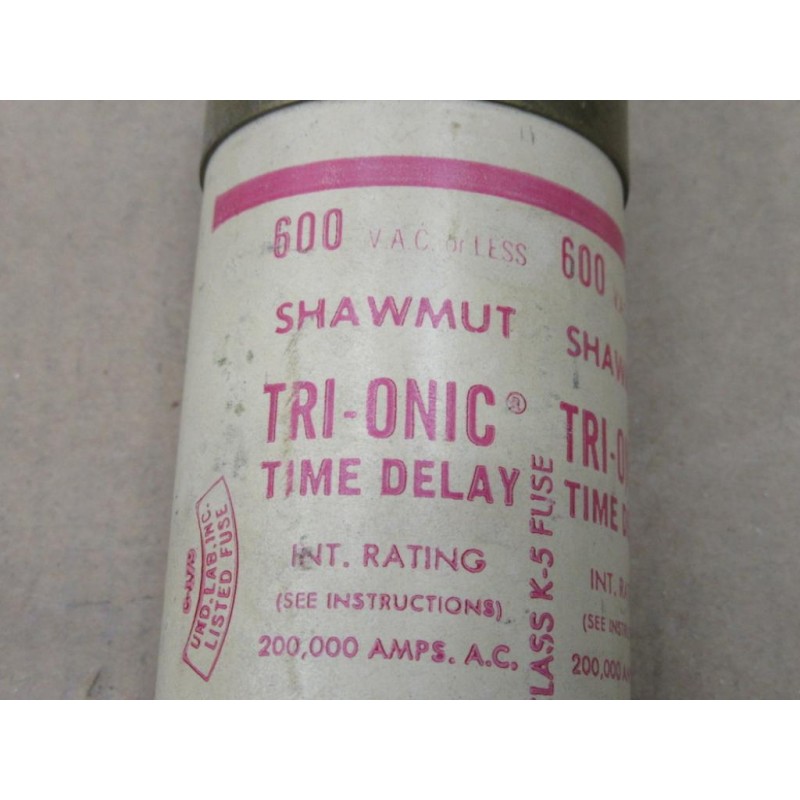 600 V.A.C. or LESS
SHAWMUT
TRI-ONIC®
TIME DELAY
INT. RATING
(SEE INSTRUCTIONS)
200,000 AMPS. A.C.
UND. LAB. INC.
LISTED FUSE
CLASS K-5 FUSE
600
SHAW
TRI-O
TIME D
INT. RA
(SEE INSTR
200,000 A